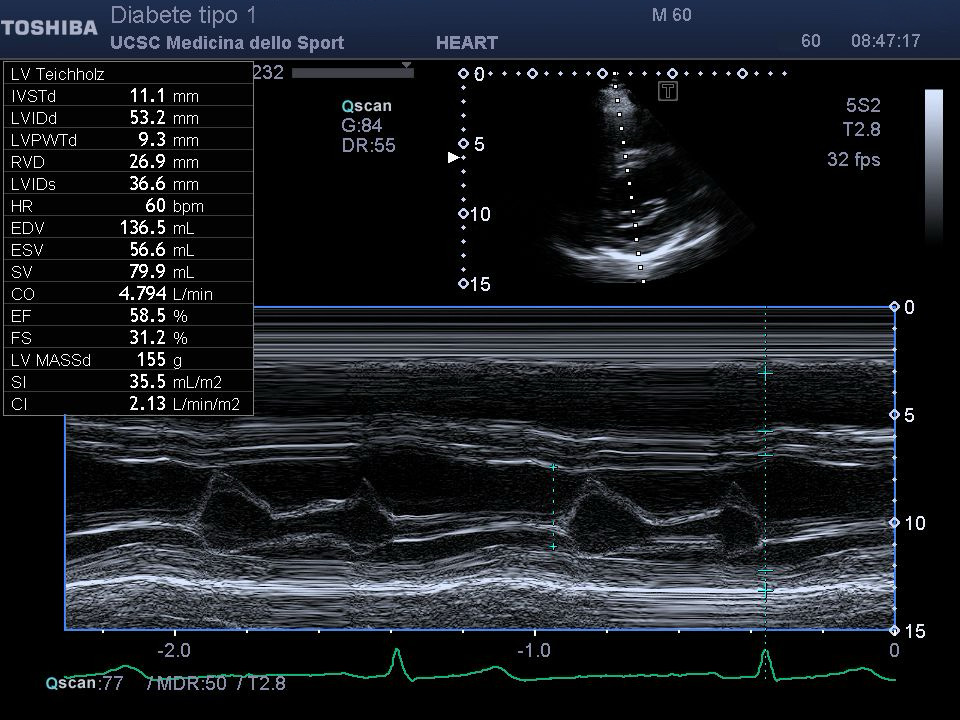 Diabete tipo 1
M 60
TOSHIBA
UCSC Medicina dello Sport
HEART
60 08:47:17
LV Teichholz
232
IVSTd 11.1 mm
LVIDd 53.2 mm
LVPWTd 9.3 mm
RVD 26.9 mm
LVIDs 36.6 mm
HR 60 bpm
EDV 136.5 mL
ESV 56.6 mL
SV 79.9 mL
CO 4.794 L/min
EF 58.5 %
FS 31.2 %
LV MASSd 155 g
SI 35.5 mL/m2
CI 2.13 L/min/m2
Qscan
G:84
DR:55
0
5
10
15
T
5S2
T2.8
32 fps
0
5
10
15
-2.0 -1.0 0
Qscan:77 /MDR:50 /T2.8